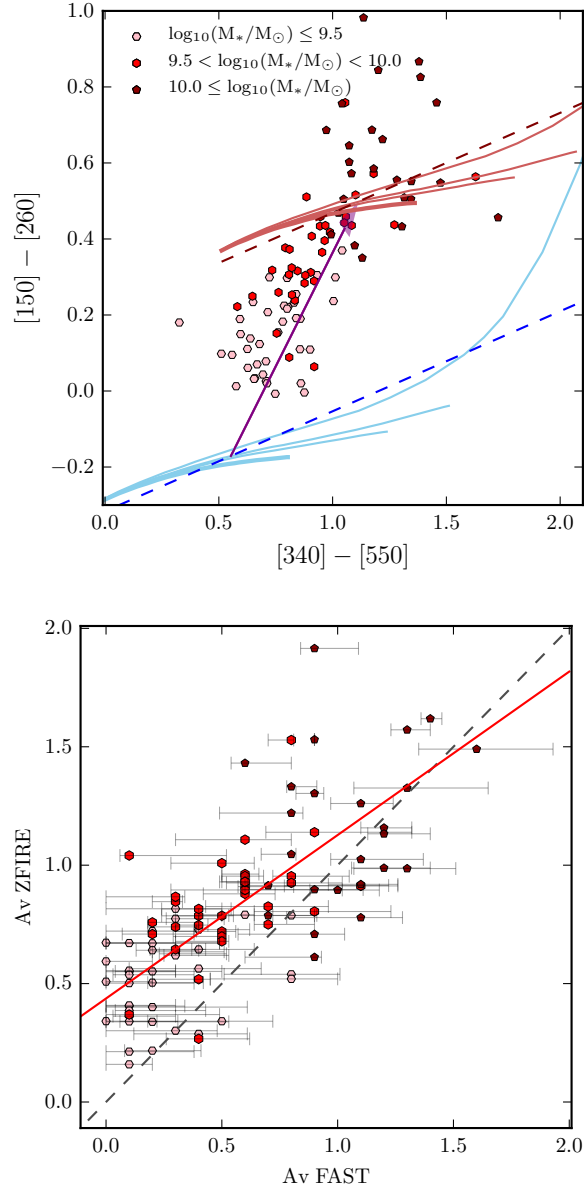 log₁₀(M∗/M⊙) ≤ 9.5
9.5 < log₁₀(M∗/M⊙) < 10.0
10.0 ≤ log₁₀(M∗/M⊙)
1.0
0.8
0.6
0.4
0.2
0.0
−0.2
[150] − [260]
0.0 0.5 1.0 1.5 2.0
[340] − [550]
2.0
1.5
1.0
0.5
0.0
Av ZFIRE
0.0 0.5 1.0 1.5 2.0
Av FAST